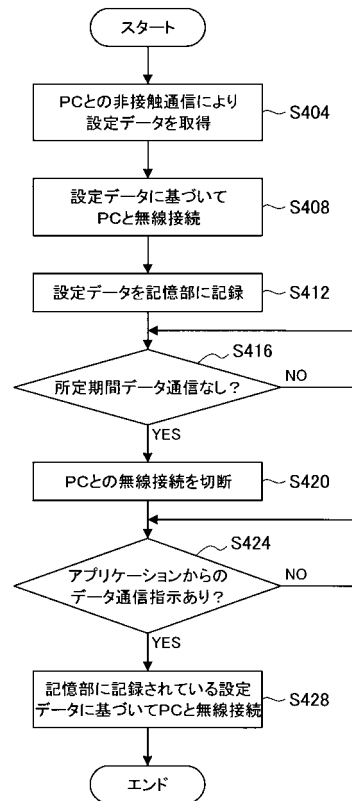 スタート
PCとの非接触通信により
設定データを取得
S404
設定データに基づいて
PCと無線接続
S408
設定データを記憶部に記録
S412
S416
所定期間データ通信なし?
NO
YES
PCとの無線接続を切断
S420
S424
アプリケーションからの
データ通信指示あり?
NO
YES
記憶部に記録されている設定
データに基づいてPCと無線接続
S428
エンド